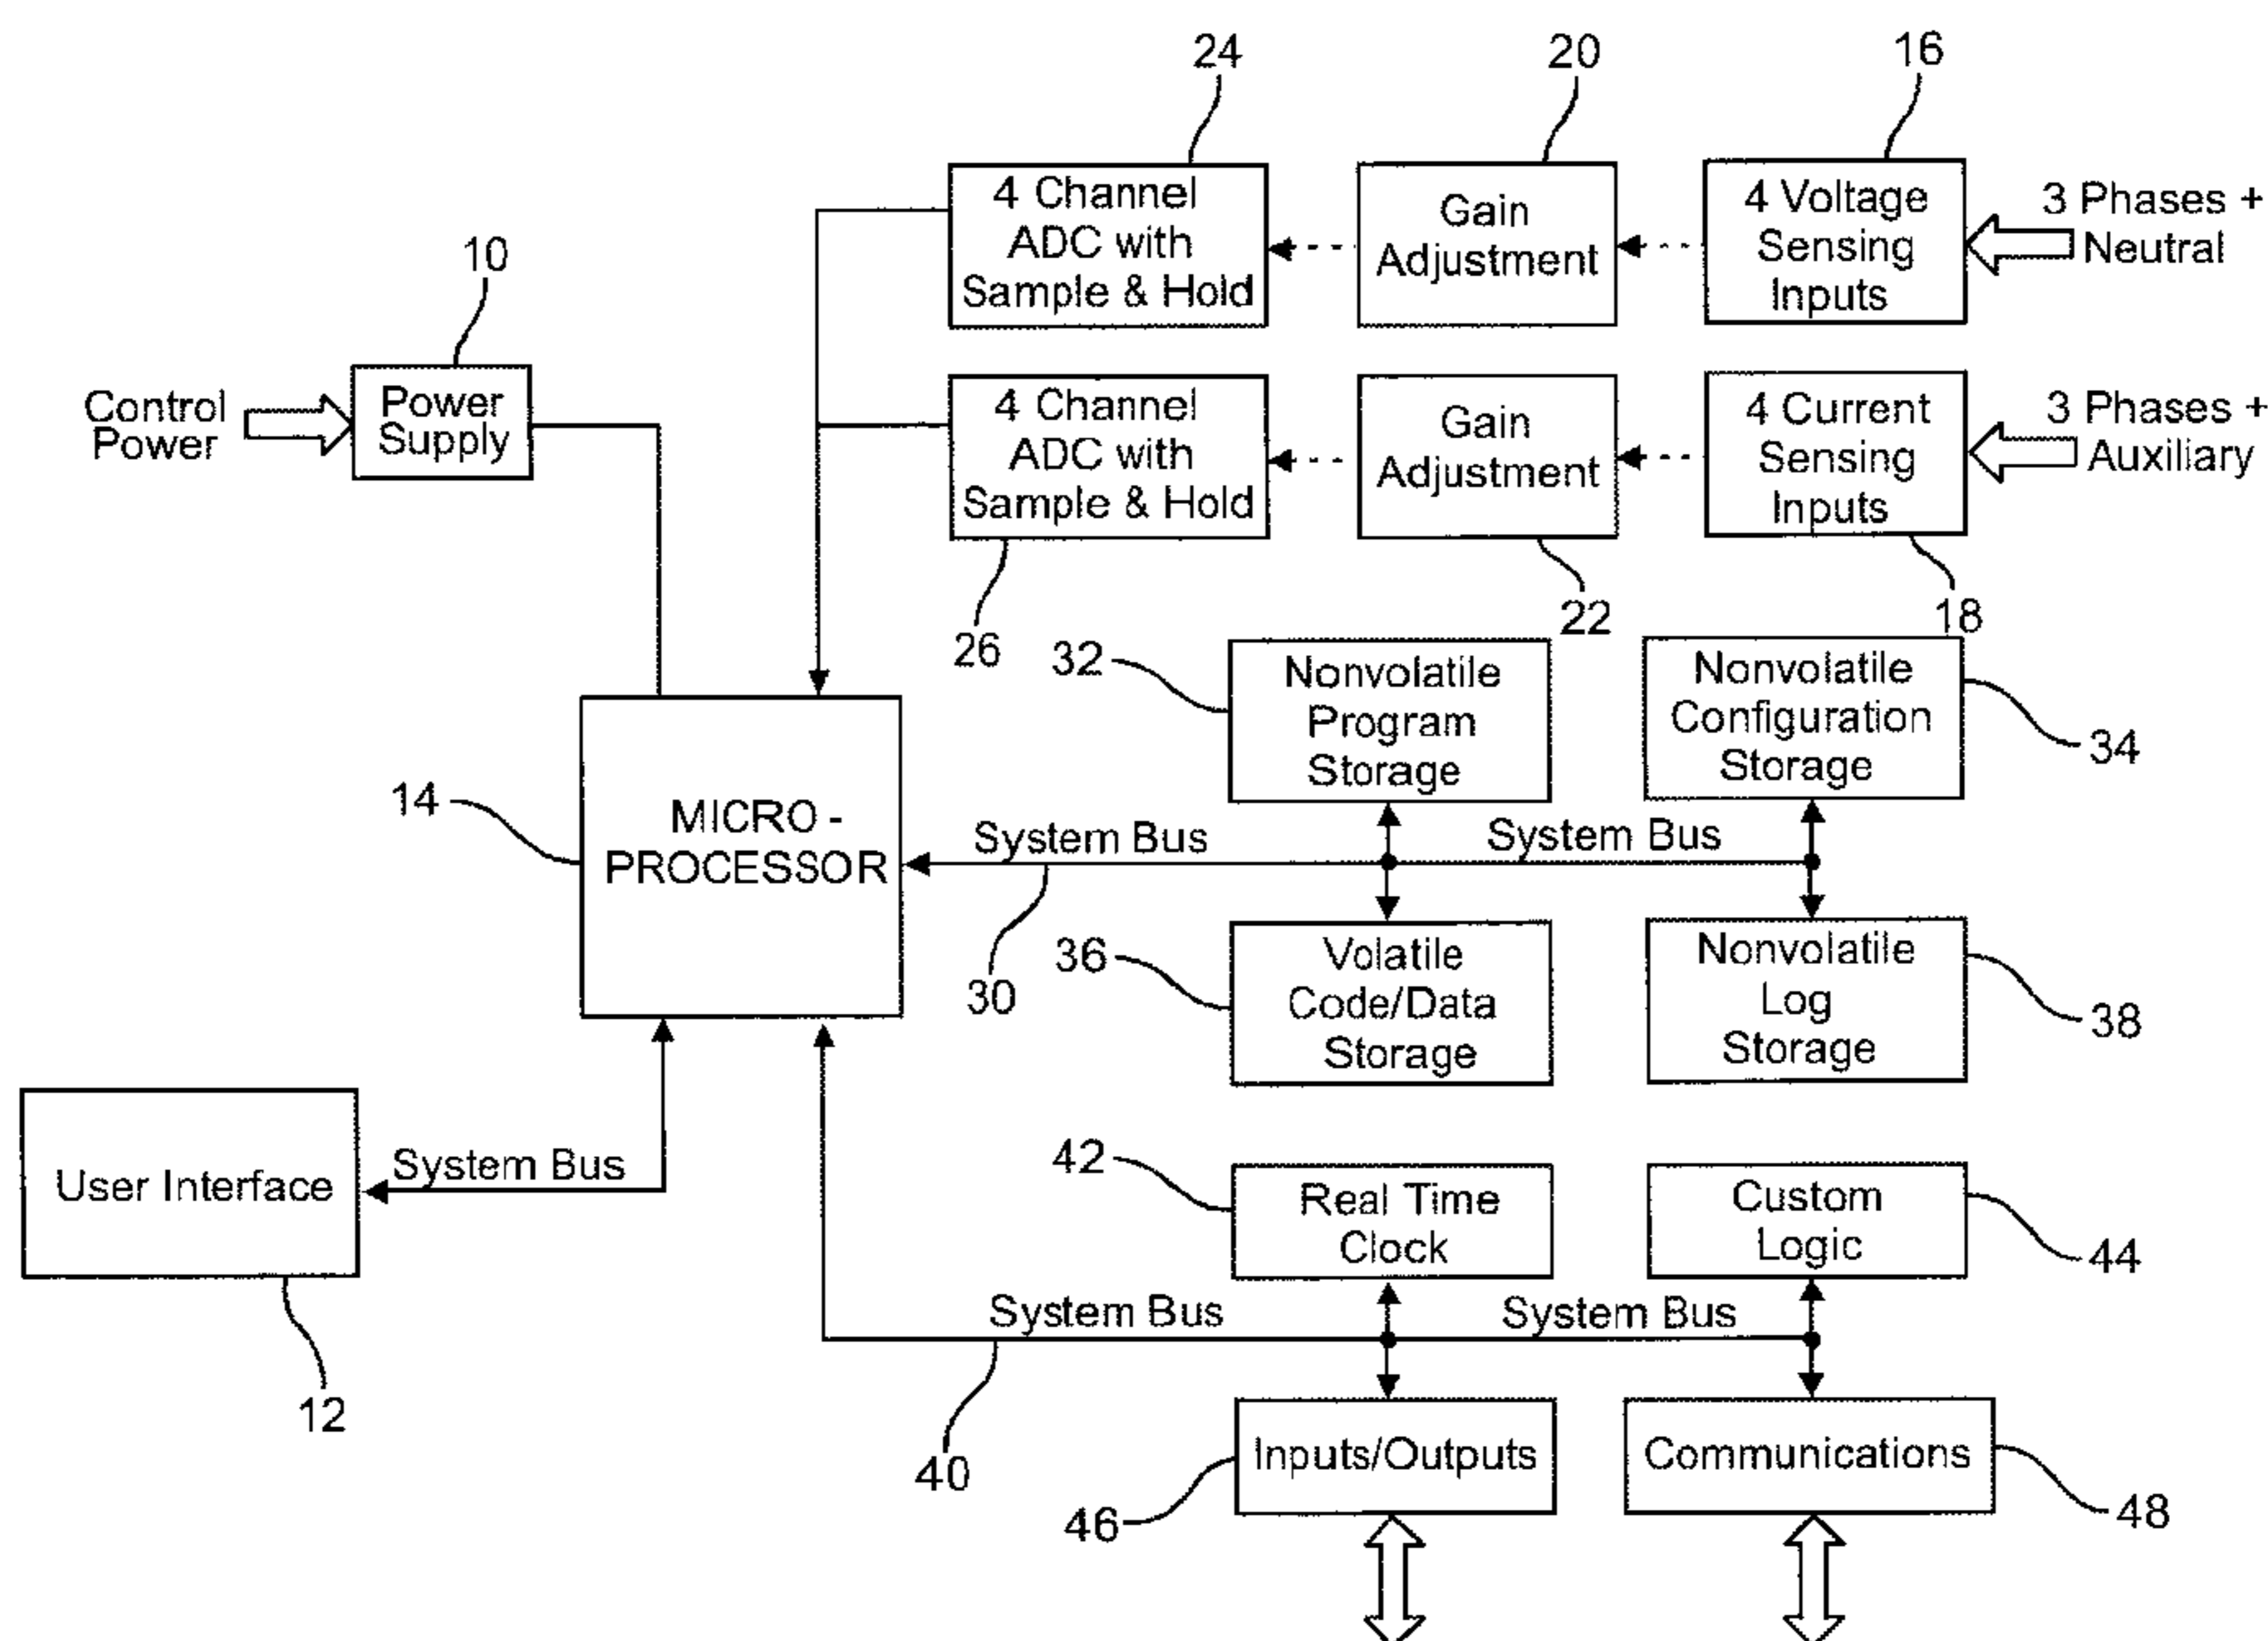 24
20
16
4 Channel
ADC with
Sample & Hold
Gain
Adjustment
4 Voltage
Sensing
Inputs
3 Phases +
Neutral
10
Control
Power
Power
Supply
4 Channel
ADC with
Sample & Hold
Gain
Adjustment
4 Current
Sensing
Inputs
3 Phases +
Auxiliary
26
22
18
32
Nonvolatile
Program
Storage
Nonvolatile
Configuration
Storage
34
14
MICRO -
PROCESSOR
System Bus
System Bus
30
36
Volatile
Code/Data
Storage
Nonvolatile
Log
Storage
38
User Interface
System Bus
12
42
Real Time
Clock
Custom
Logic
44
System Bus
System Bus
40
46
Inputs/Outputs
Communications
48